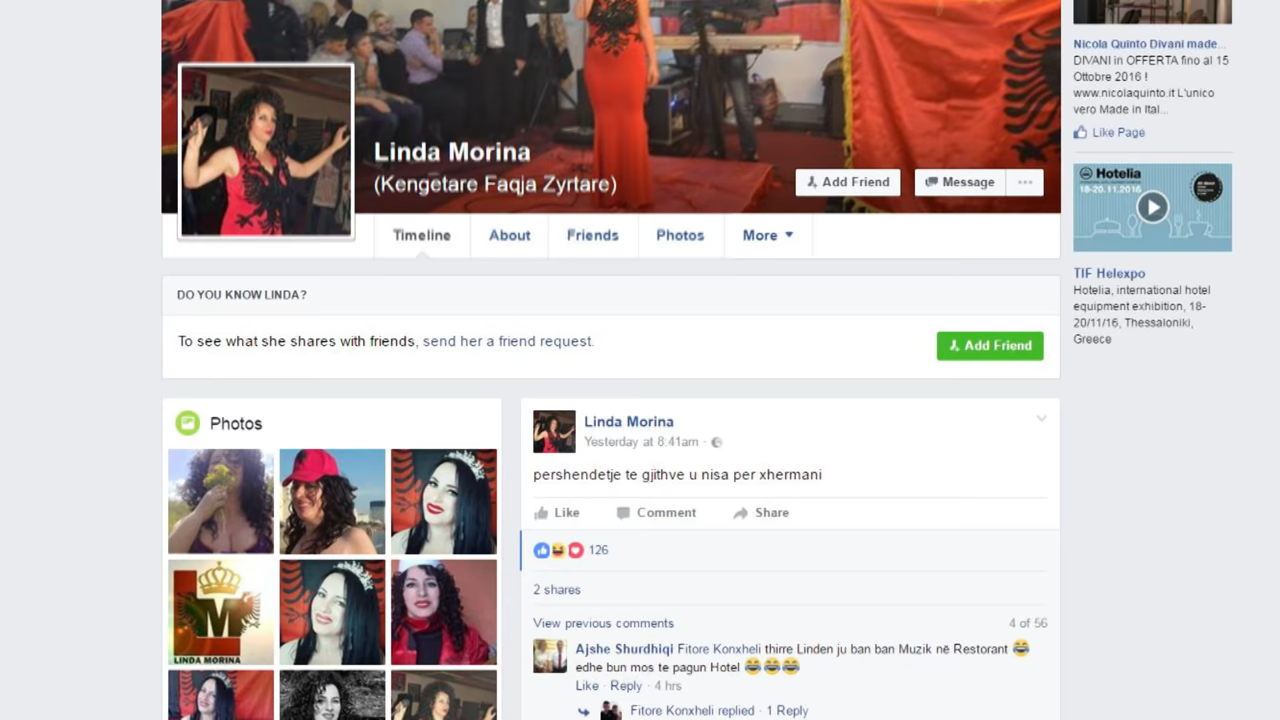 Linda Morina
(Kengetare Faqja Zyrtare)
Add Friend
Message
Timeline
About
Friends
Photos
More
DO YOU KNOW LINDA?
To see what she shares with friends, send her a friend request.
Add Friend
Photos
LM
LINDA MORINA
Linda Morina
Yesterday at 8:41am ·
pershendetje te gjithve u nisa per xhermani
Like
Comment
Share
126
2 shares
View previous comments
4 of 56
Ajshe Shurdhiqi Fitore Konxheli thirre Linden ju ban ban Muzik në Restorant 😂
edhe bun mos te pagun Hotel 😂😂😂
Like · Reply · 4 hrs
Fitore Konxheli replied · 1 Reply
Nicola Quinto Divani made...
DIVANI in OFFERTA fino al 15
Ottobre 2016 !
www.nicolaquinto.it L'unico
vero Made in Ital...
Like Page
Hotelia
18-20.11.2016
TIF Helexpo
Hotelia, international hotel
equipment exhibition, 18-
20/11/16, Thessaloniki,
Greece